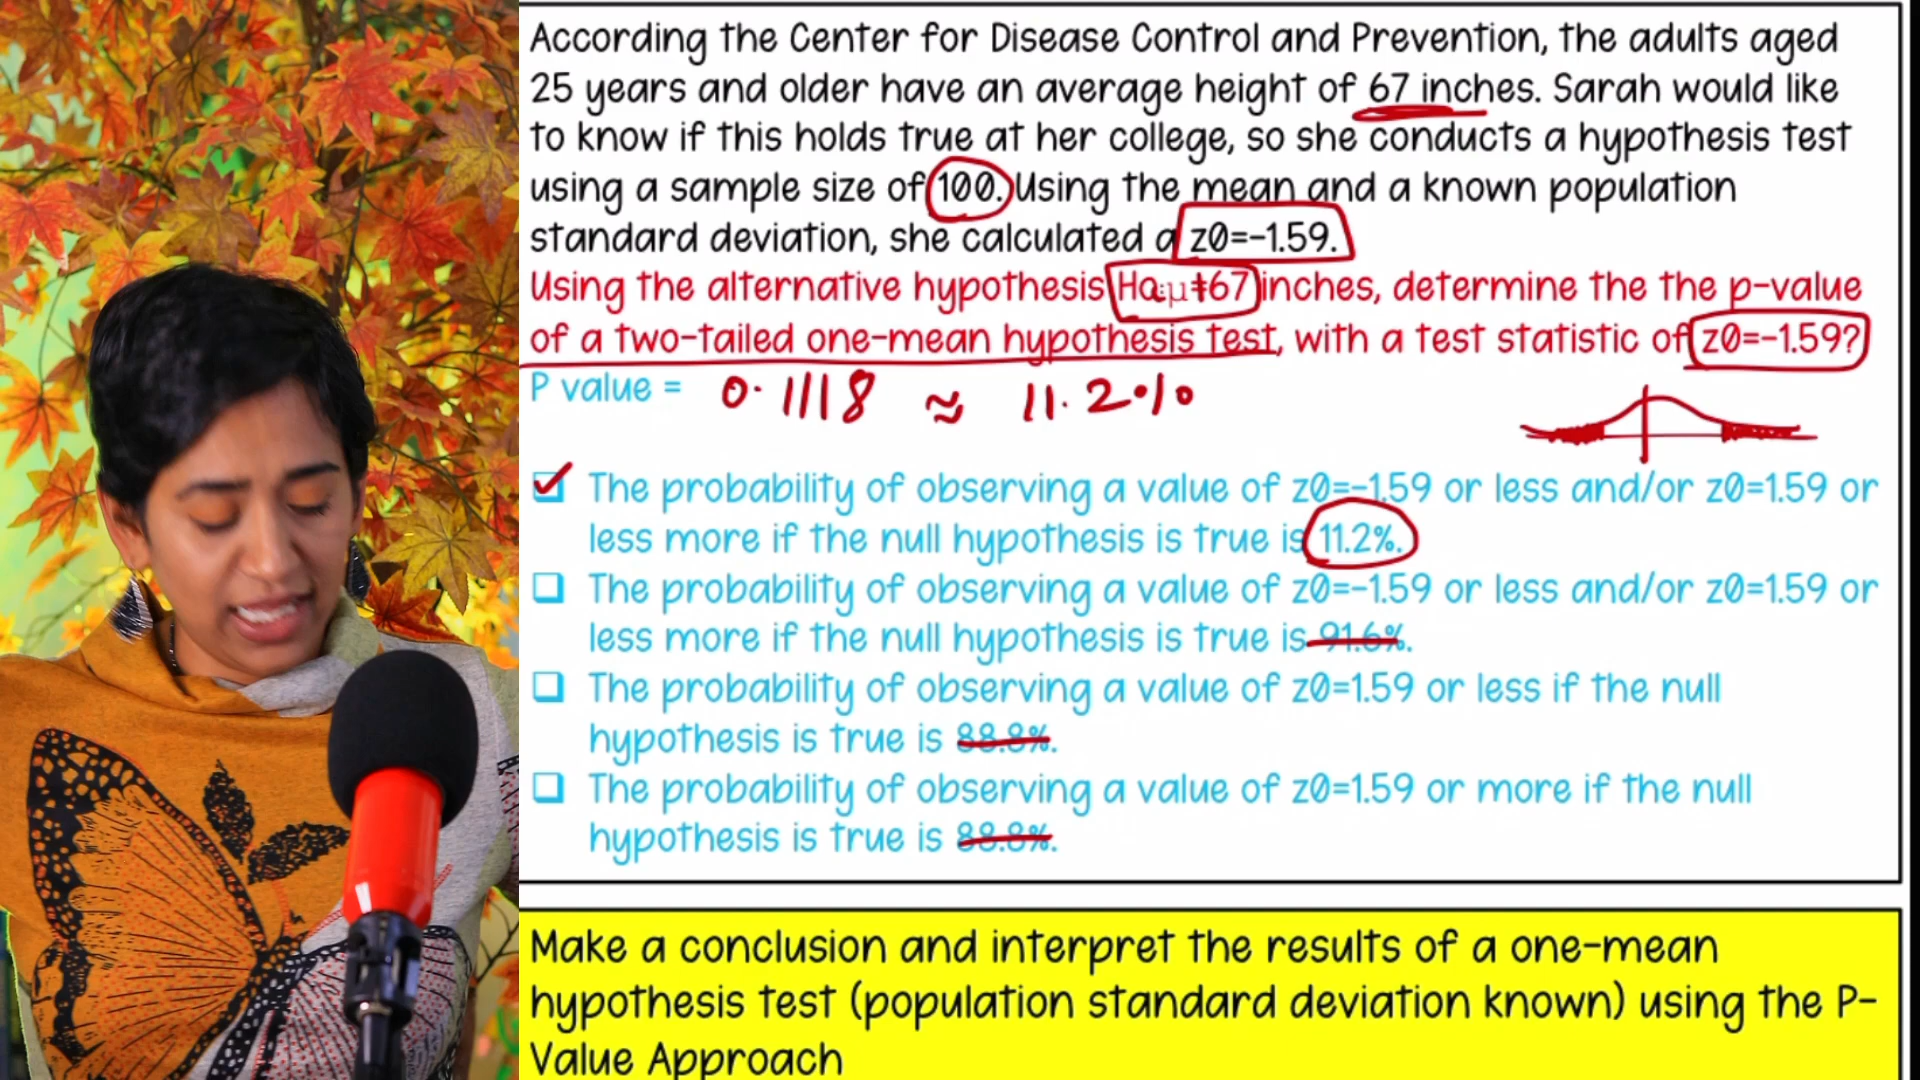 According the Center for Disease Control and Prevention, the adults aged
25 years and older have an average height of 67 inches. Sarah would like
to know if this holds true at her college, so she conducts a hypothesis test
using a sample size of 100. Using the mean and a known population
standard deviation, she calculated a z0=-1.59.
Using the alternative hypothesis Ha:μ≠67 inches, determine the the p-value
of a two-tailed one-mean hypothesis test, with a test statistic of z0=-1.59?
P value = 0.1118 ≈ 11.2%
The probability of observing a value of z0=-1.59 or less and/or z0=1.59 or
less more if the null hypothesis is true is 11.2%.
The probability of observing a value of z0=-1.59 or less and/or z0=1.59 or
less more if the null hypothesis is true is 91.6%.
The probability of observing a value of z0=1.59 or less if the null
hypothesis is true is 88.8%.
The probability of observing a value of z0=1.59 or more if the null
hypothesis is true is 88.8%.
Make a conclusion and interpret the results of a one-mean
hypothesis test (population standard deviation known) using the P-
Value Approach